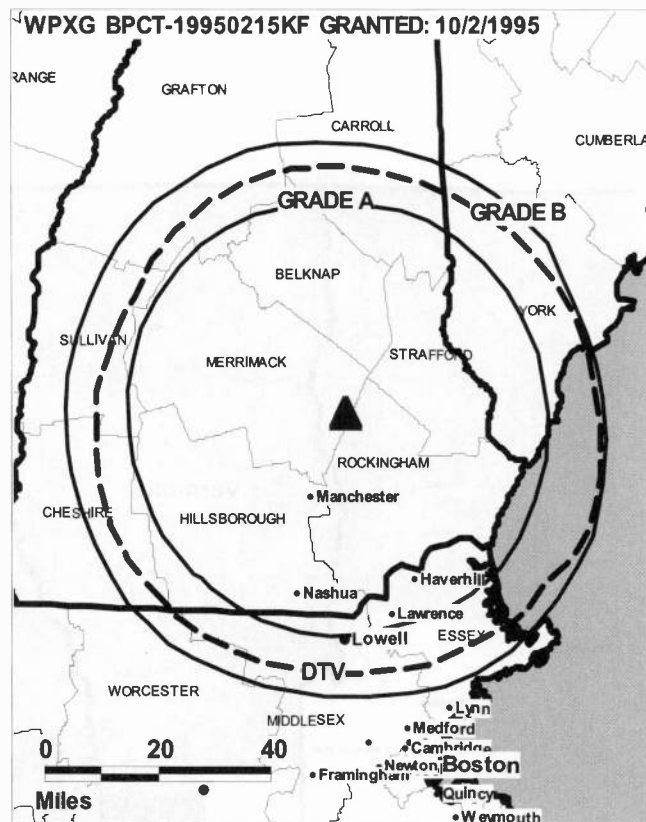 WPXG BPCT-19950215KF GRANTED: 10/2/1995
RANGE
GRAFTON
CARROLL
CUMBERLA
GRADE A
GRADE B
BELKNAP
YORK
SULLIVAN
MERRIMACK
STRAFFORD
ROCKINGHAM
Manchester
CHESHIRE
HILLSBOROUGH
Haverhill
Nashua
Lawrence
Lowell
ESSEX
DTV
WORCESTER
MIDDLESEX
Lynn
Medford
Cambridge
Newton
Boston
Framingham
Quincy
Weymouth
0 20 40
Miles